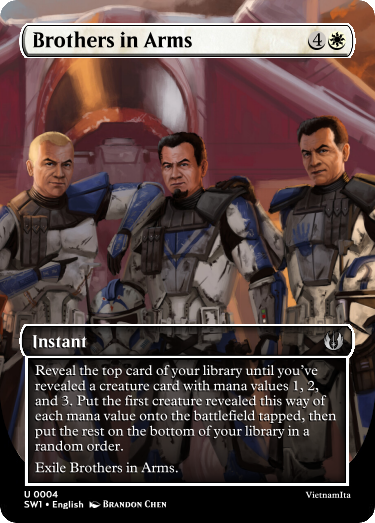 Brothers in Arms 4
Instant
Reveal the top card of your library until you've
revealed a creature card with mana values 1, 2,
and 3. Put the first creature revealed this way of
each mana value onto the battlefield tapped, then
put the rest on the bottom of your library in a
random order.
Exile Brothers in Arms.
U 0004 VietnamIta
SW1 • English Brandon Chen